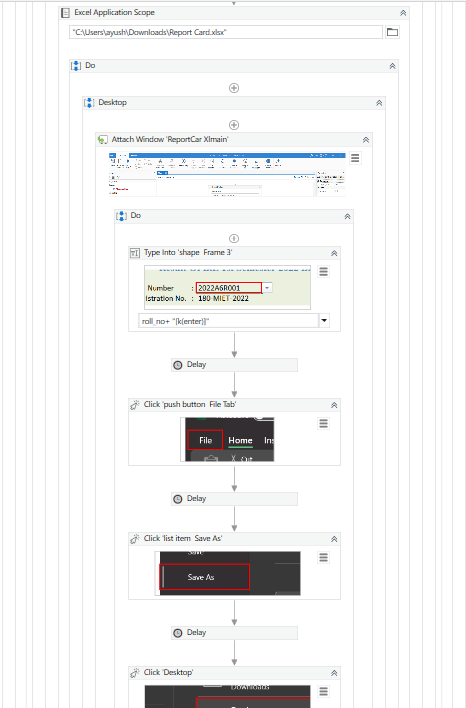 Excel Application Scope
"C:\Users\ayush\Downloads\Report Card.xlsx"
Do
Desktop
Attach Window 'ReportCar Xlmain'
Do
Type Into 'shape Frame 3'
Number : 2022A6R001
istration No. : 180-MIET-2022
roll_no+ "[k(enter)]"
Delay
Click 'push button File Tab'
File Home Ins
Cut
Delay
Click 'list item Save As'
Save
Save As
Delay
Click 'Desktop'
Downloads